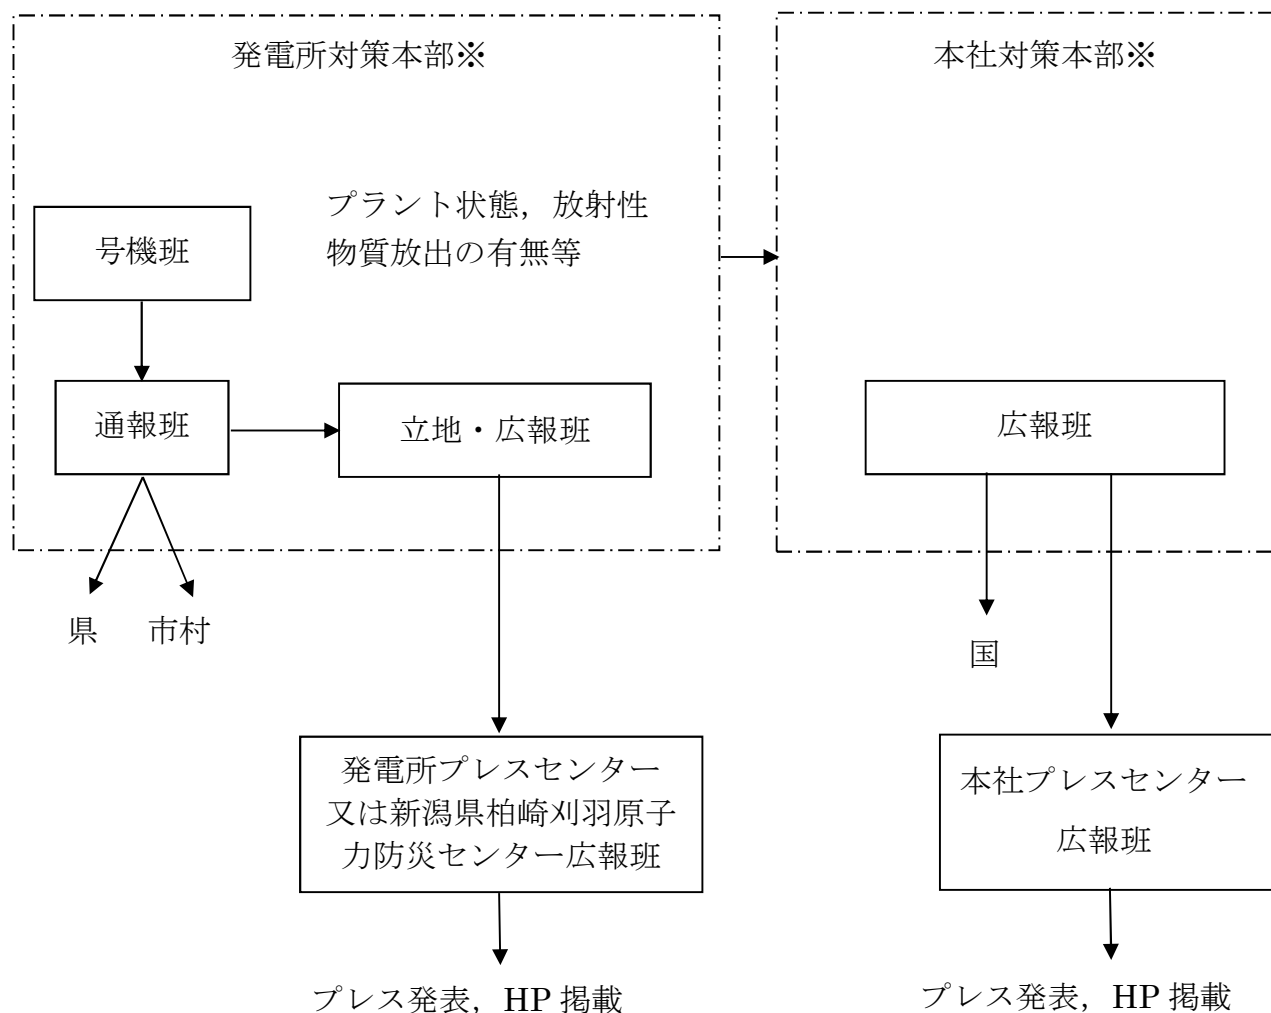 発電所対策本部※
本社対策本部※
プラント状態，放射性
物質放出の有無等
号機班
通報班
立地・広報班
広報班
県
市村
国
発電所プレスセンター
又は新潟県柏崎刈羽原子
力防災センター広報班
本社プレスセンター
広報班
プレス発表，HP 掲載
プレス発表，HP 掲載